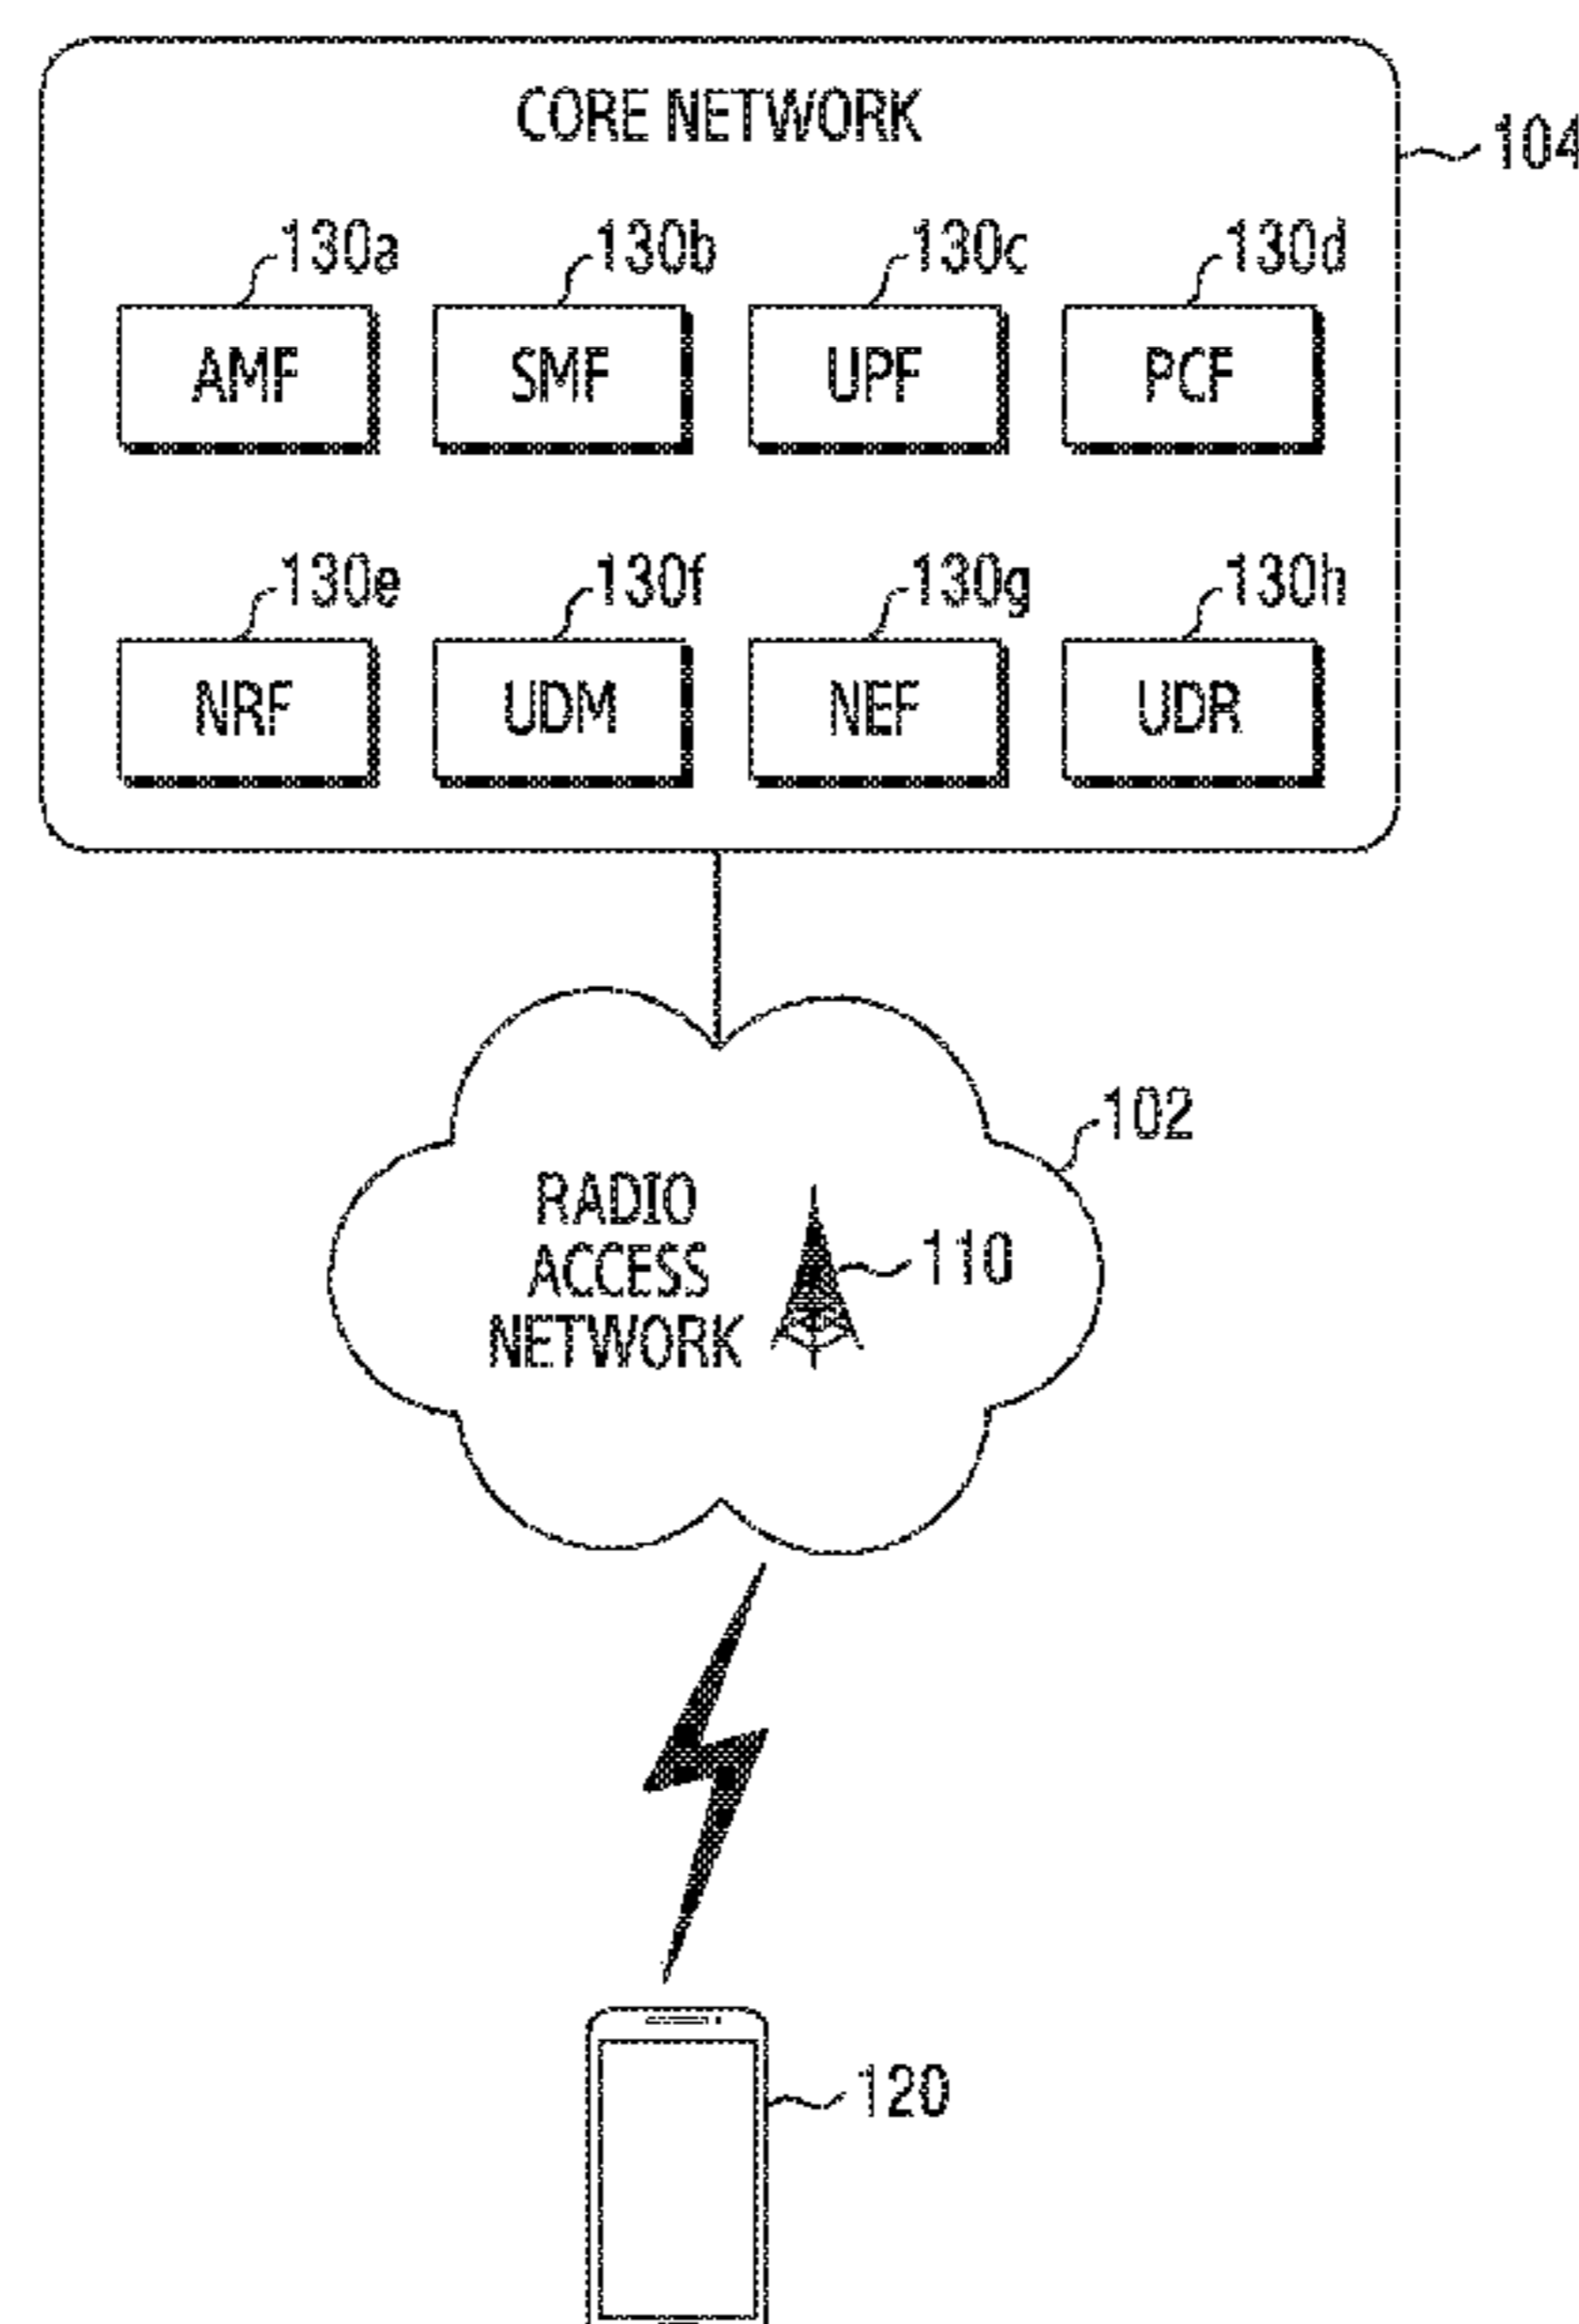 CORE NETWORK
104
130a 130b 130c 130d
AMF SMF UPF PCF
130e 130f 130g 130h
NRF UDM NEF UDR
102
RADIO
ACCESS
NETWORK
110
120